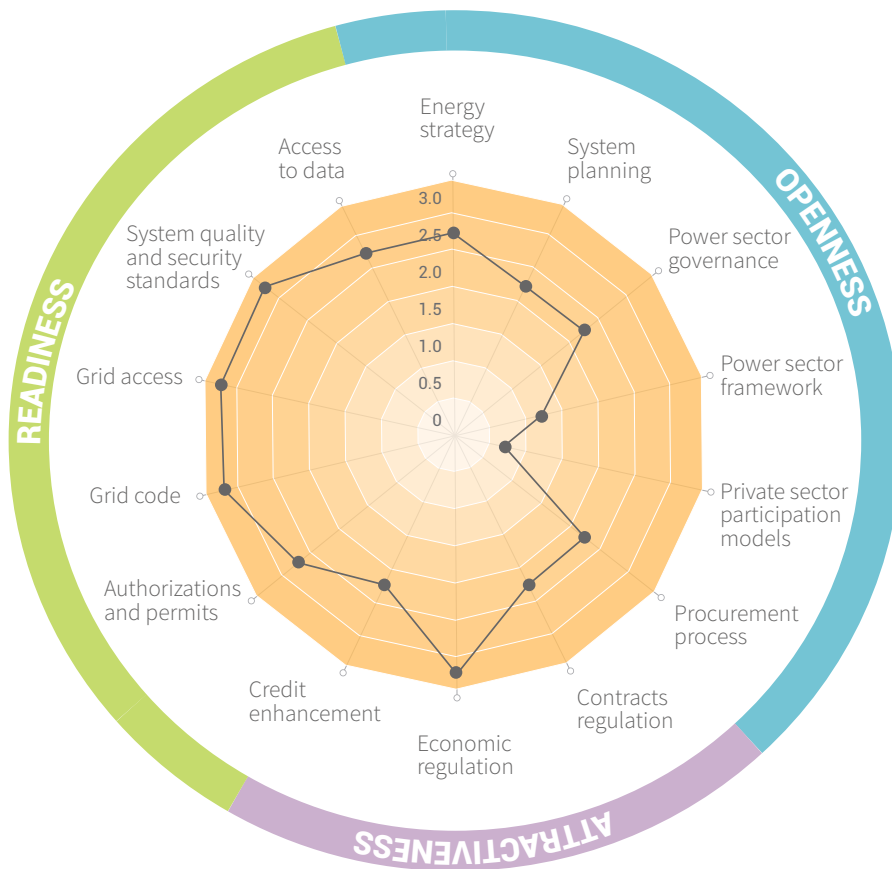 Energy
strategy
System
planning
Power sector
governance
Power sector
framework
Private sector
participation
models
Procurement
process
Contracts
regulation
Economic
regulation
Credit
enhancement
Authorizations
and permits
Grid code
Grid access
System quality
and security
standards
Access
to data
3.0
2.5
2.0
1.5
1.0
0.5
0
OPENNESS
ATTRACTIVENESS
READINESS